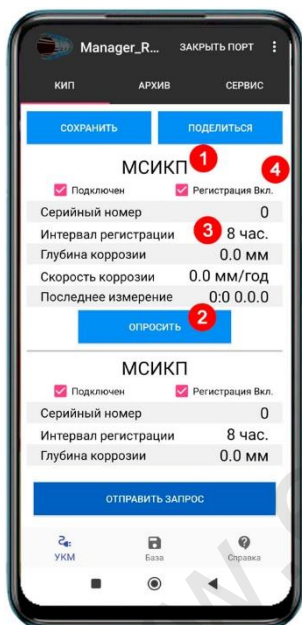 Manager_R... ЗАКРЫТЬ ПОРТ
КИП АРХИВ СЕРВИС
СОХРАНИТЬ ПОДЕЛИТЬСЯ
МСИКП 1 4
Подключен Регистрация Вкл.
Серийный номер 0
Интервал регистрации 3 8 час.
Глубина коррозии 0.0 мм
Скорость коррозии 0.0 мм/год
Последнее измерение 0:0 0.0.0
ОПРОСИТЬ 2
МСИКП
Подключен Регистрация Вкл.
Серийный номер 0
Интервал регистрации 8 час.
Глубина коррозии 0.0 мм
ОТПРАВИТЬ ЗАПРОС
УКМ База Справка